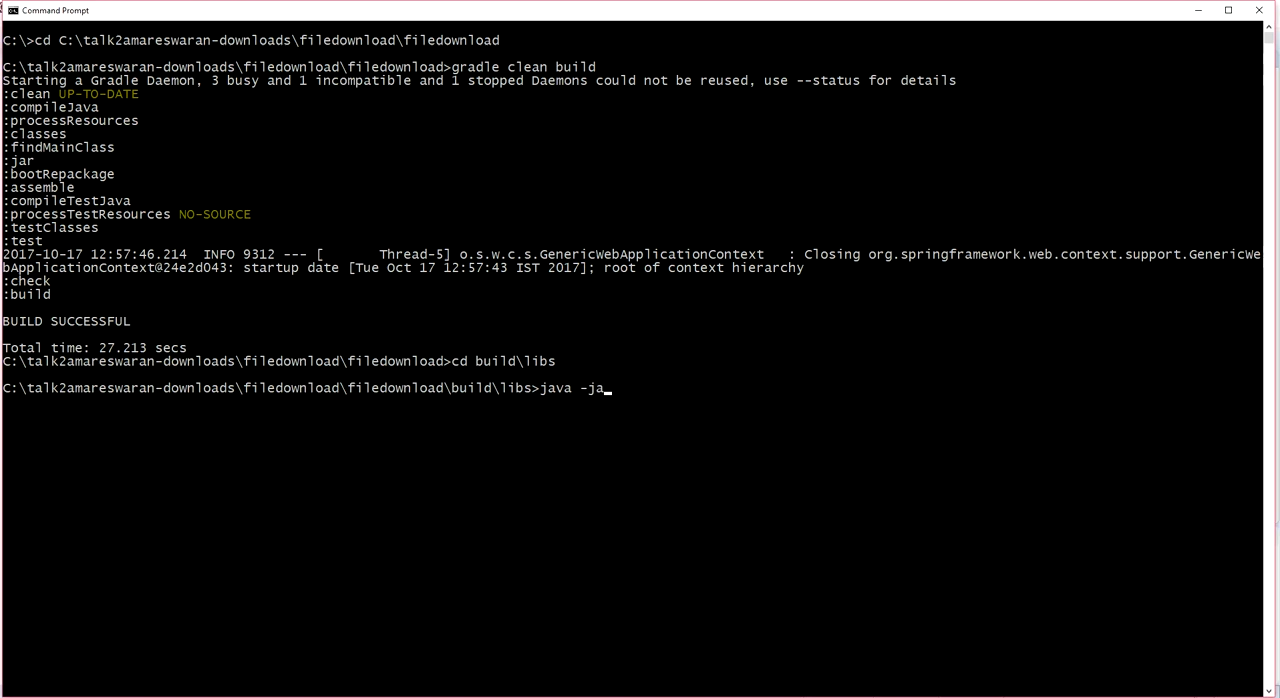 Command Prompt
C:\>cd C:\talk2amareswaran-downloads\filedownload\filedownload
C:\talk2amareswaran-downloads\filedownload\filedownload>gradle clean build
Starting a Gradle Daemon, 3 busy and 1 incompatible and 1 stopped Daemons could not be reused, use --status for details
:clean UP-TO-DATE
:compileJava
:processResources
:classes
:findMainClass
:jar
:bootRepackage
:assemble
:compileTestJava
:processTestResources NO-SOURCE
:testClasses
:test
2017-10-17 12:57:46.214  INFO 9312 --- [       Thread-5] o.s.w.c.s.GenericWebApplicationContext   : Closing org.springframework.web.context.support.GenericWe
bApplicationContext@24e2d043: startup date [Tue Oct 17 12:57:43 IST 2017]; root of context hierarchy
:check
:build
BUILD SUCCESSFUL
Total time: 27.213 secs
C:\talk2amareswaran-downloads\filedownload\filedownload>cd build\libs
C:\talk2amareswaran-downloads\filedownload\filedownload\build\libs>java -ja